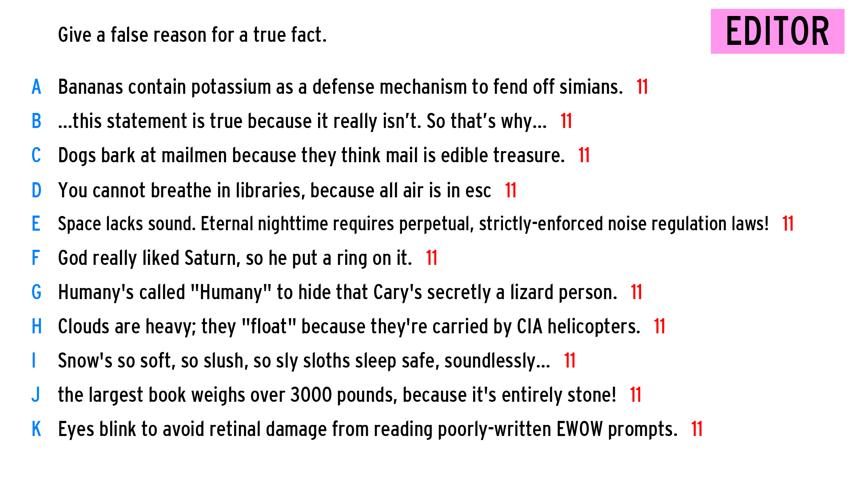 Give a false reason for a true fact.
EDITOR
A Bananas contain potassium as a defense mechanism to fend off simians. 11
B ...this statement is true because it really isn't. So that's why... 11
C Dogs bark at mailmen because they think mail is edible treasure. 11
D You cannot breathe in libraries, because all air is in esc 11
E Space lacks sound. Eternal nighttime requires perpetual, strictly-enforced noise regulation laws! 11
F God really liked Saturn, so he put a ring on it. 11
G Humany's called "Humany" to hide that Cary's secretly a lizard person. 11
H Clouds are heavy; they "float" because they're carried by CIA helicopters. 11
I Snow's so soft, so slush, so sly sloths sleep safe, soundlessly... 11
J the largest book weighs over 3000 pounds, because it's entirely stone! 11
K Eyes blink to avoid retinal damage from reading poorly-written EWOW prompts. 11